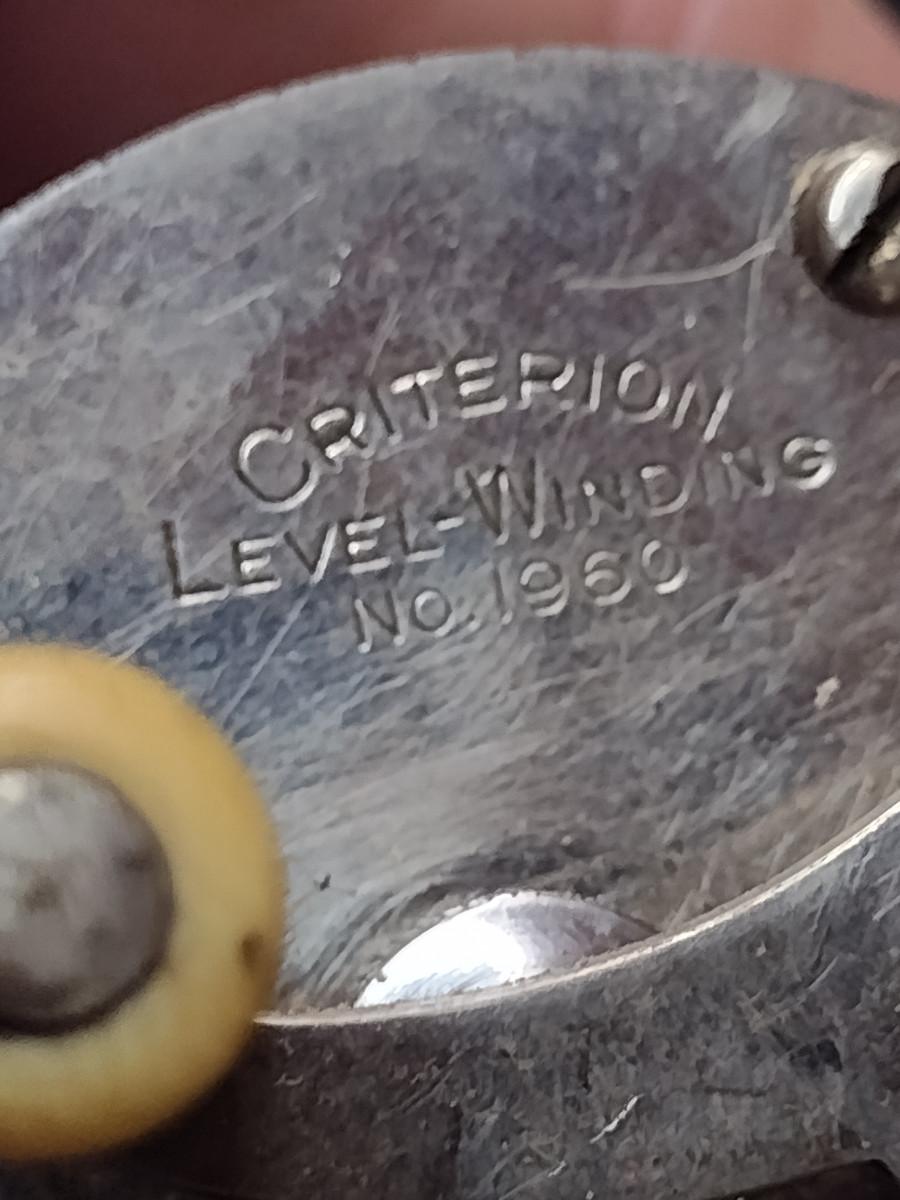 CRITERION
LEVEL-WINDING
No. 1960